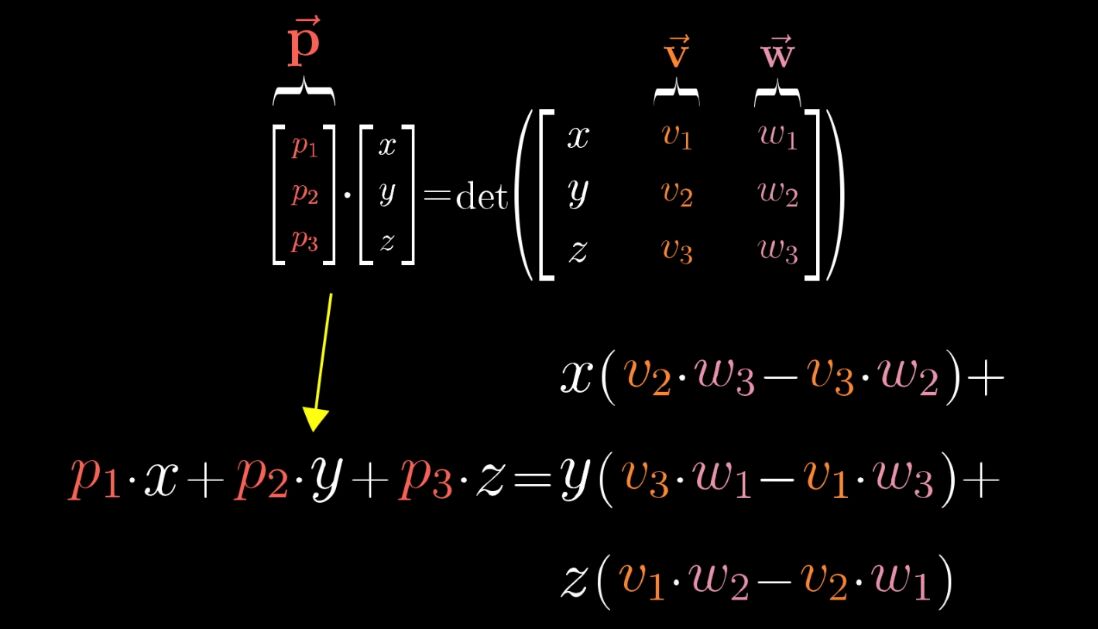 p⃗ v⃗ w⃗
[p₁ p₂ p₃] · [x y z] = det([x v₁ w₁
y v₂ w₂
z v₃ w₃])
x(v₂·w₃−v₃·w₂)+
p₁·x+p₂·y+p₃·z=y(v₃·w₁−v₁·w₃)+
z(v₁·w₂−v₂·w₁)